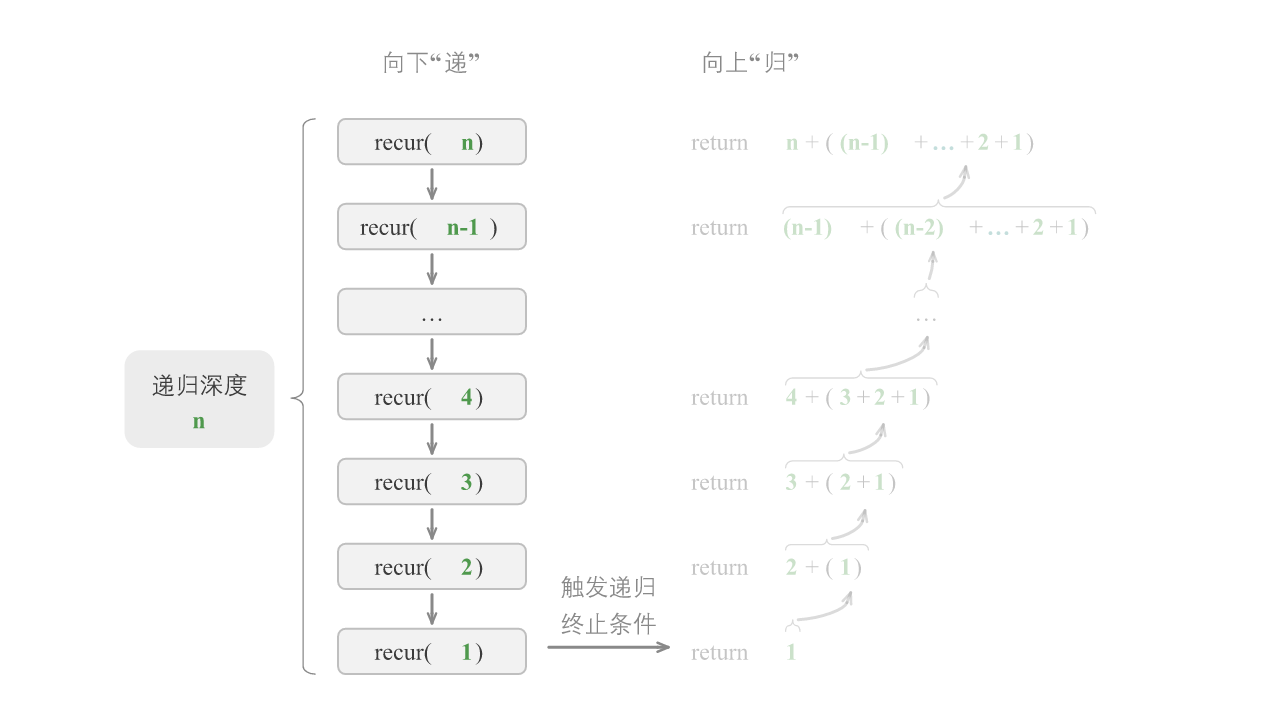 向下“递”
向上“归”
recur( n)
return n + ( (n-1) + … + 2 + 1 )
recur( n-1 )
return (n-1) + ( (n-2) + … + 2 + 1 )
…
…
递归深度
n
recur( 4)
return 4 + ( 3 + 2 + 1 )
recur( 3)
return 3 + ( 2 + 1 )
recur( 2)
return 2 + ( 1 )
触发递归
终止条件
recur( 1)
return 1